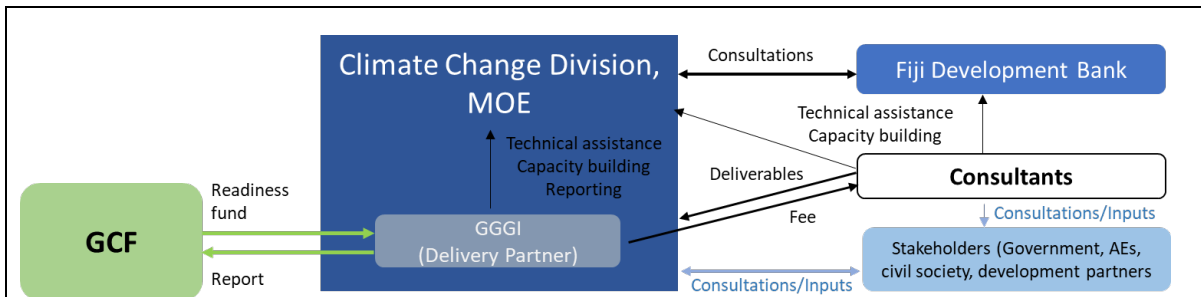 Climate Change Division,
MOE
Consultations
Fiji Development Bank
Technical assistance
Capacity building
Technical assistance
Capacity building
Reporting
Deliverables
Consultants
Readiness
fund
Fee
Consultations/Inputs
GCF
GGGI
(Delivery Partner)
Stakeholders (Government, AEs,
civil society, development partners
Report
Consultations/Inputs